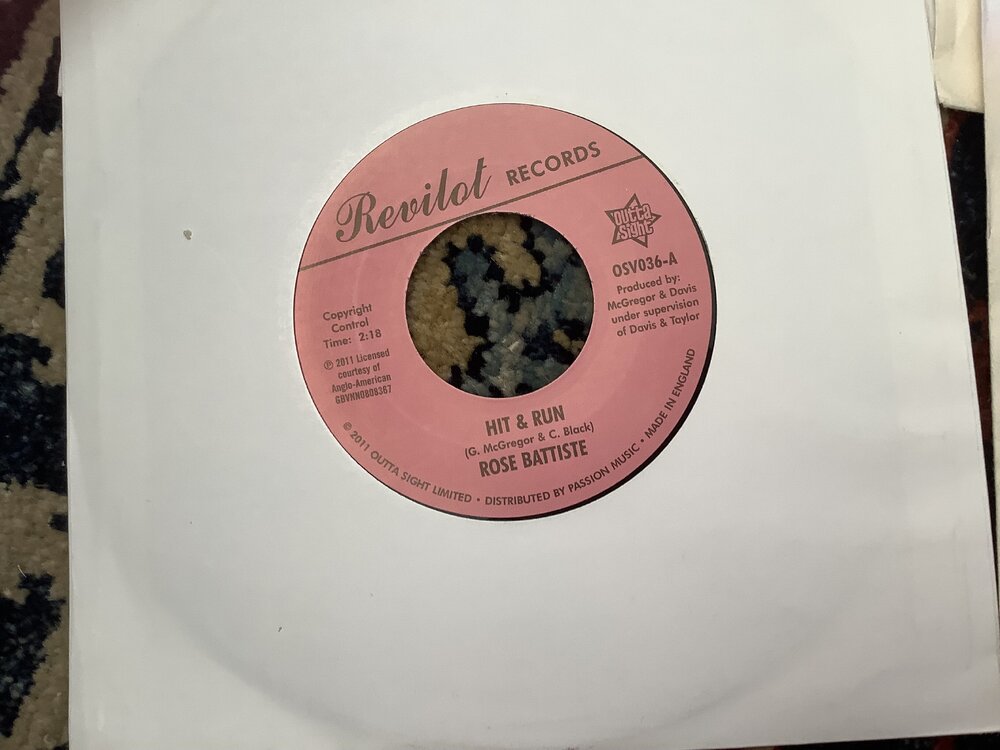 Revilot RECORDS
Outta
Sight
OSV036-A
Produced by:
McGregor & Davis
under supervision
of Davis & Taylor
Copyright
Control
Time: 2:18
℗ 2011 Licensed
courtesy of
Anglo-American
GBVNN0808367
HIT & RUN
(G. McGregor & C. Black)
ROSE BATTISTE
© 2011 OUTTA SIGHT LIMITED • DISTRIBUTED BY PASSION MUSIC • MADE IN ENGLAND